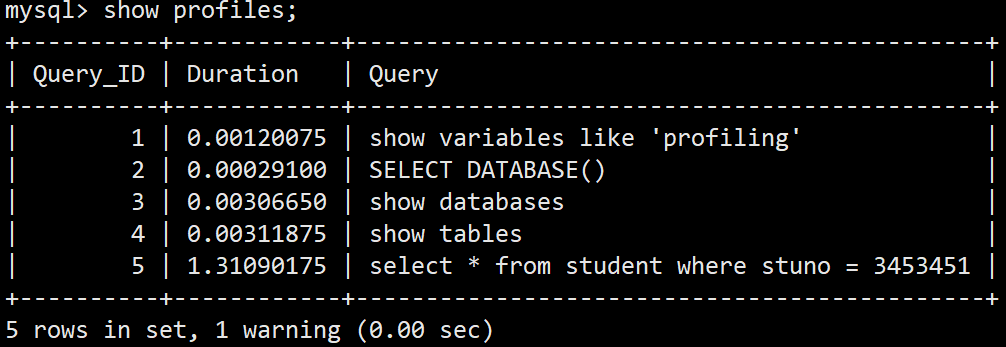 mysql> show profiles;
+----------+------------+----------------------------------------+
| Query_ID | Duration   | Query                                  |
+----------+------------+----------------------------------------+
|        1 | 0.00120075 | show variables like 'profiling'        |
|        2 | 0.00029100 | SELECT DATABASE()                      |
|        3 | 0.00306650 | show databases                         |
|        4 | 0.00311875 | show tables                            |
|        5 | 1.31090175 | select * from student where stuno = 3453451 |
+----------+------------+----------------------------------------+
5 rows in set, 1 warning (0.00 sec)